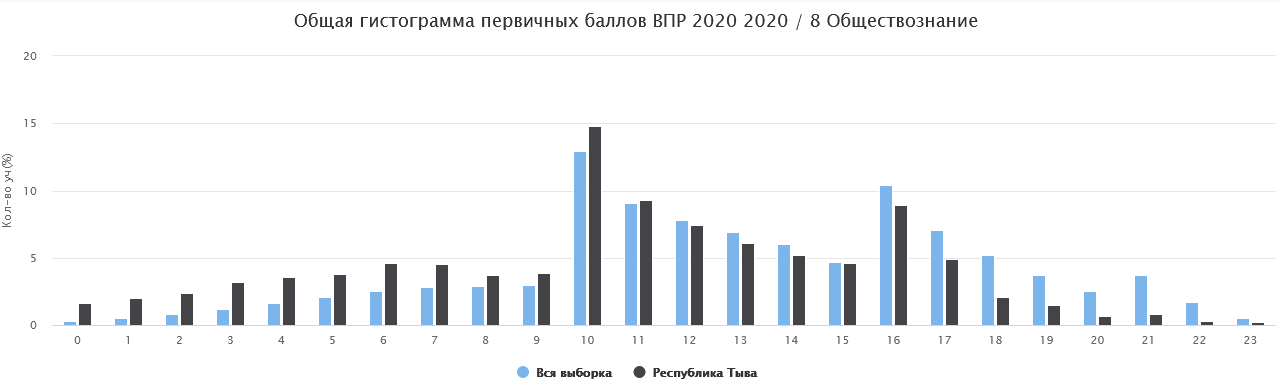 Общая гистограмма первичных баллов ВПР 2020 2020 / 8 Обществознание
Кол-во уч(%)
20
15
10
5
0
0 1 2 3 4 5 6 7 8 9 10 11 12 13 14 15 16 17 18 19 20 21 22 23
Вся выборка Республика Тыва